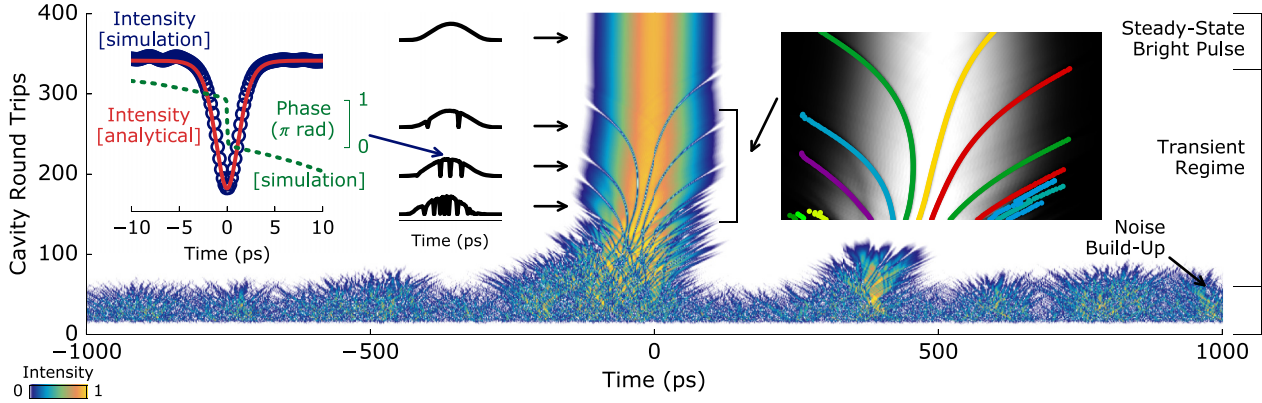 400
300
200
100
0
Cavity Round Trips
Intensity
[simulation]
Intensity
[analytical]
Phase
(π rad)
1
0
[simulation]
−10
−5
0
5
10
Time (ps)
Time (ps)
Steady-State
Bright Pulse
Transient
Regime
Noise
Build-Up
−1000
−500
0
500
1000
Time (ps)
Intensity
0
1